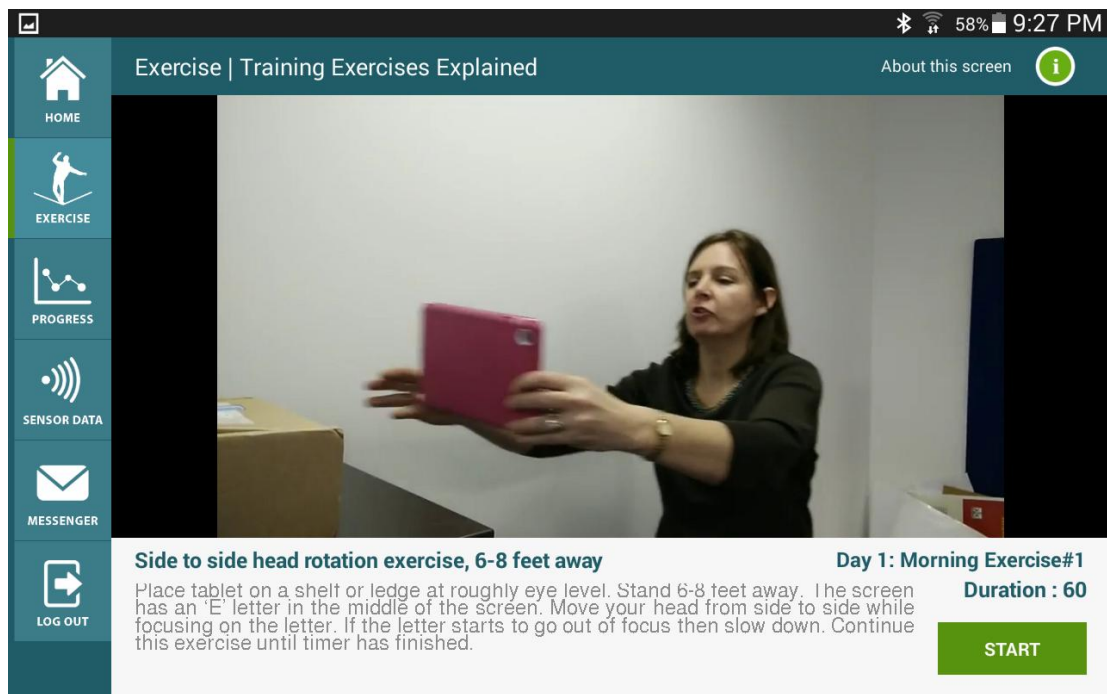 58% 9:27 PM
Exercise | Training Exercises Explained
About this screen
i
HOME
EXERCISE
PROGRESS
SENSOR DATA
MESSENGER
LOG OUT
Side to side head rotation exercise, 6-8 feet away
Place tablet on a shelf or ledge at roughly eye level. Stand 6-8 feet away. The screen
has an 'E' letter in the middle of the screen. Move your head from side to side while
focusing on the letter. If the letter starts to go out of focus then slow down. Continue
this exercise until timer has finished.
Day 1: Morning Exercise#1
Duration : 60
START